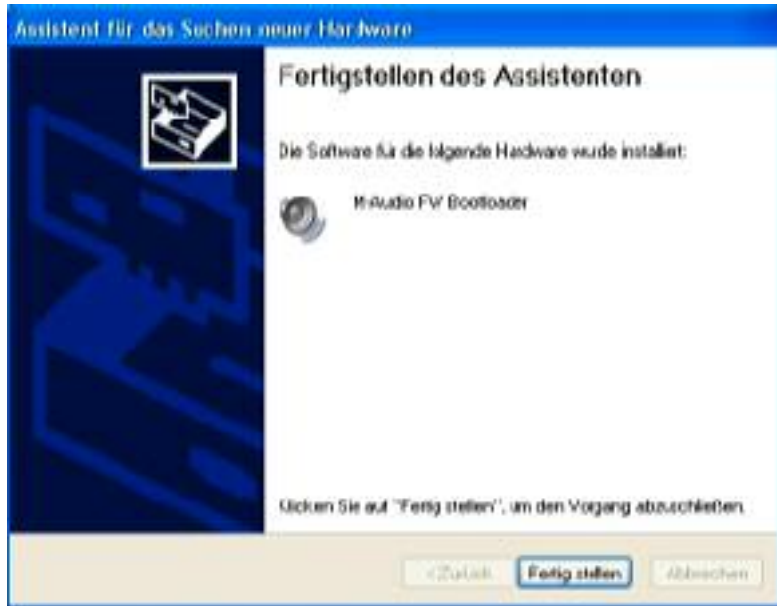 Assistent für das Suchen neuer Hardware
Fertigstellen des Assistenten
Die Software für die folgende Hardware wurde installiert:
M-Audio FW Bootloader
Klicken Sie auf "Fertig stellen", um den Vorgang abzuschließen.
< Zurück Fertig stellen Abbrechen